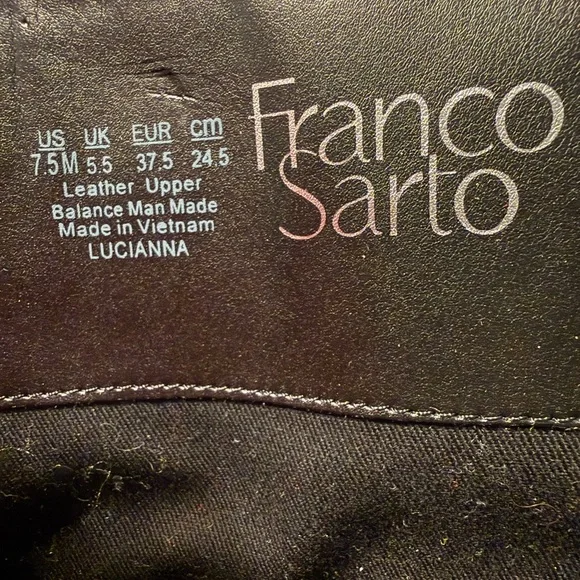 US UK EUR cm
7.5M 5.5 37.5 24.5
Leather Upper
Balance Man Made
Made in Vietnam
LUCIANNA
Franco
Sarto